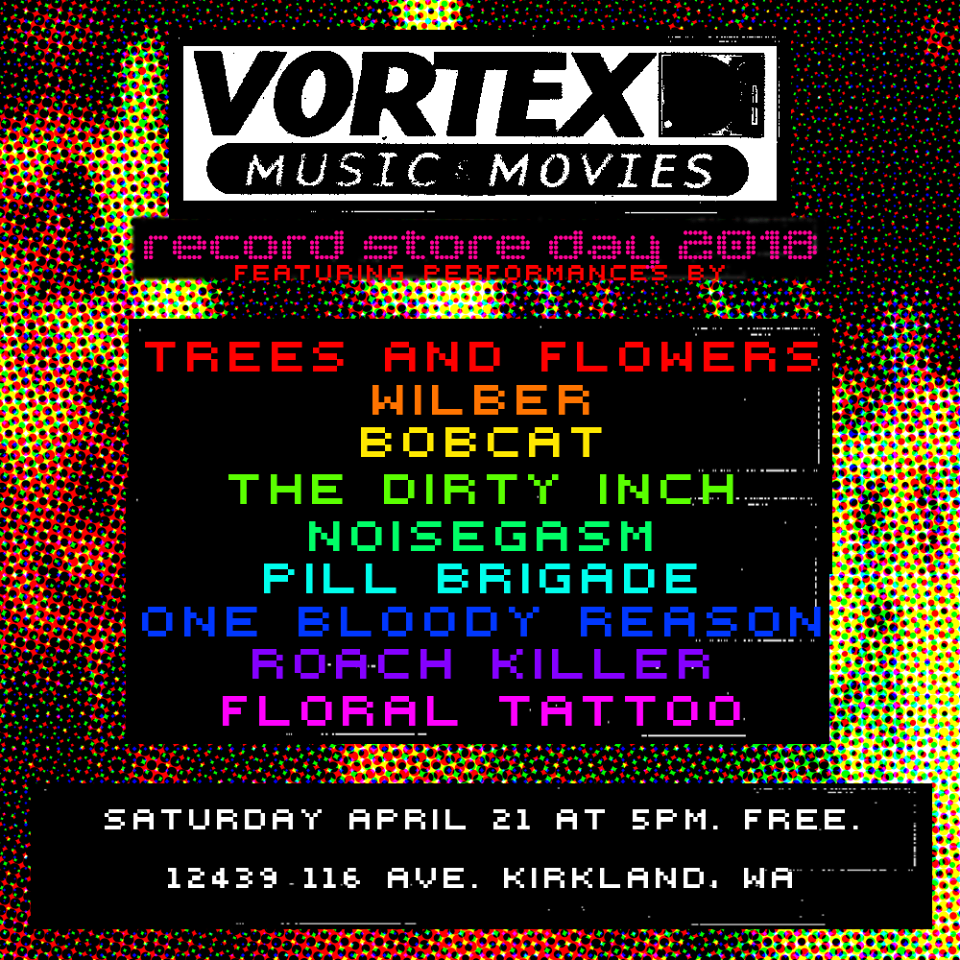 VORTEX
MUSIC & MOVIES
record store day 2018
FEATURING PERFORMANCES BY
TREES AND FLOWERS
WILBER
BOBCAT
THE DIRTY INCH
NOISEGASM
PILL BRIGADE
ONE BLOODY REASON
ROACH KILLER
FLORAL TATTOO
SATURDAY APRIL 21 AT 5PM. FREE.
12439 116 AVE. KIRKLAND, WA